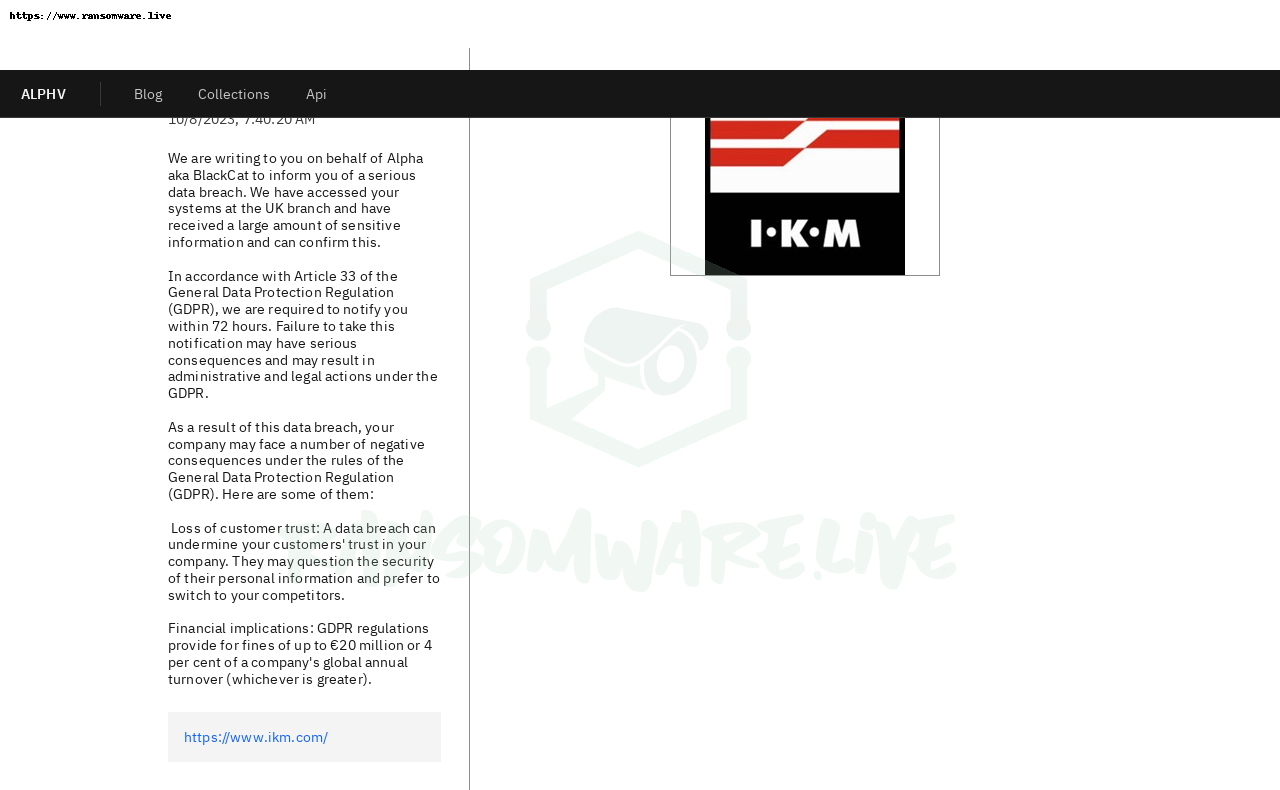 https://www.ransomware.live
ALPHV
Blog
Collections
Api
10/8/2023, 7:40:20 AM
We are writing to you on behalf of Alpha
aka BlackCat to inform you of a serious
data breach. We have accessed your
systems at the UK branch and have
received a large amount of sensitive
information and can confirm this.
In accordance with Article 33 of the
General Data Protection Regulation
(GDPR), we are required to notify you
within 72 hours. Failure to take this
notification may have serious
consequences and may result in
administrative and legal actions under the
GDPR.
As a result of this data breach, your
company may face a number of negative
consequences under the rules of the
General Data Protection Regulation
(GDPR). Here are some of them:
Loss of customer trust: A data breach can
undermine your customers' trust in your
company. They may question the security
of their personal information and prefer to
switch to your competitors.
Financial implications: GDPR regulations
provide for fines of up to €20 million or 4
per cent of a company's global annual
turnover (whichever is greater).
https://www.ikm.com/
I·K·M
RANSOMWARE.LIVE